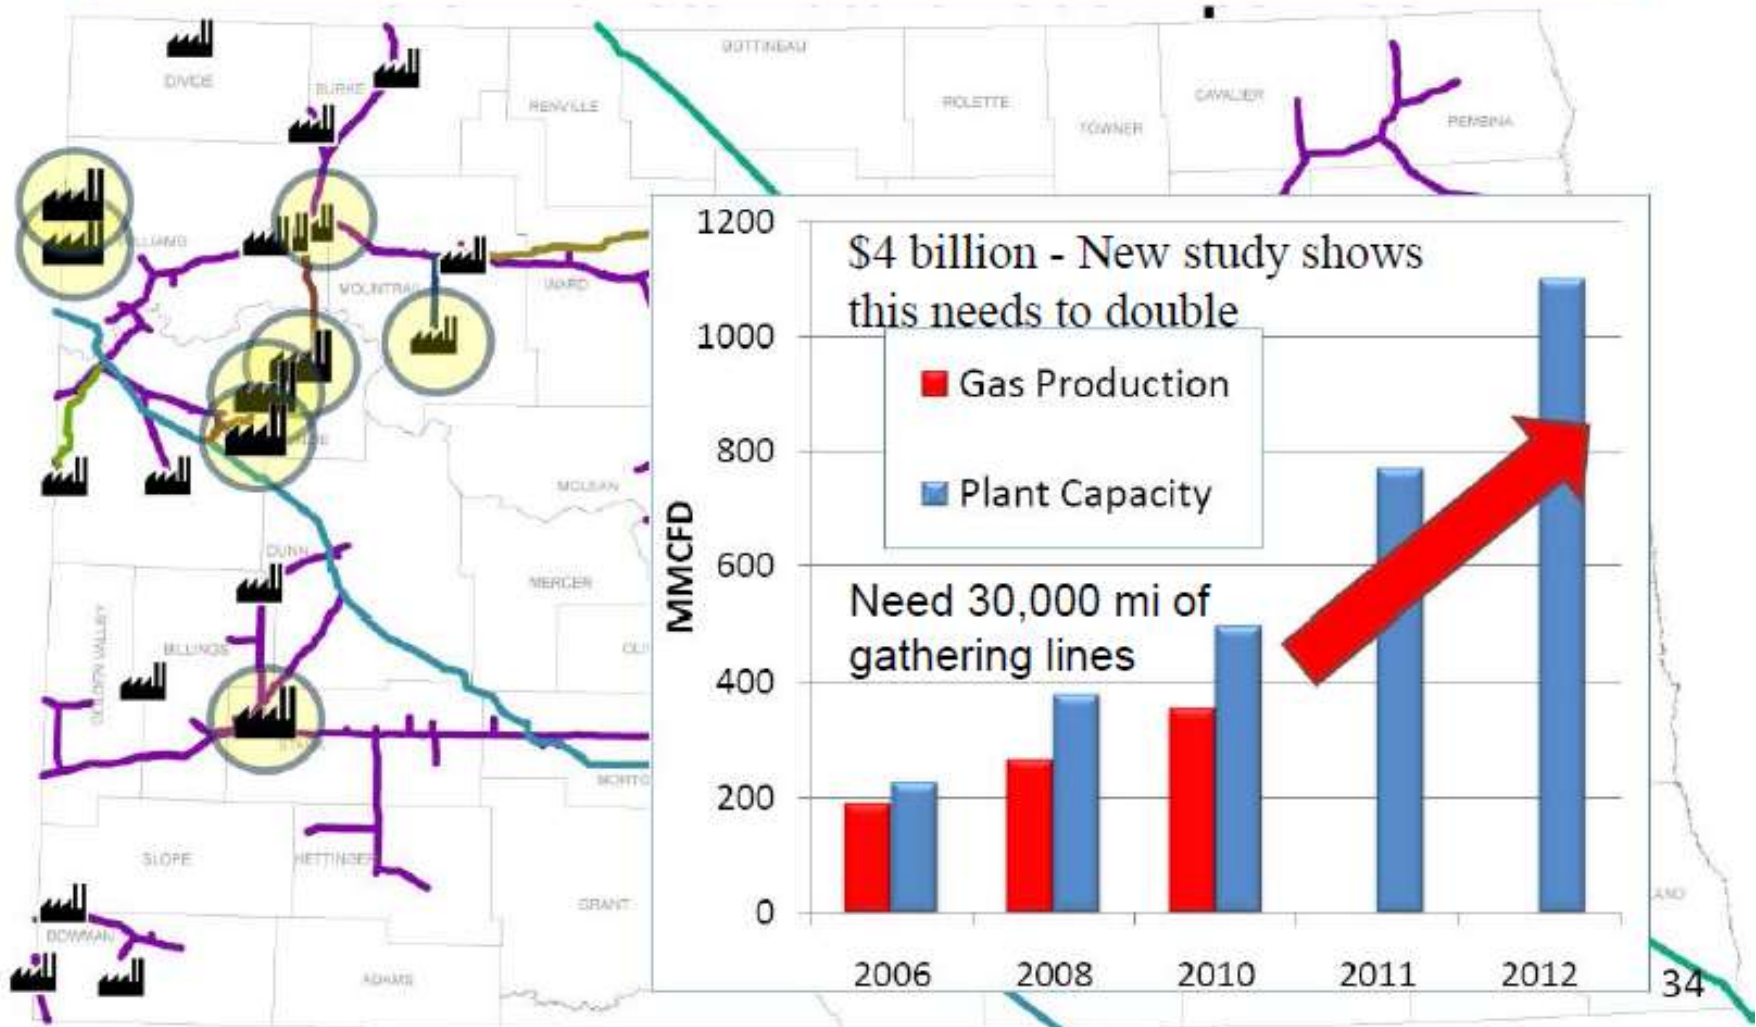 BOTTINEAU
DIVIDE
BURKE
RENVILLE
ROLETTE
TOWNER
CAVALIER
PEMBINA
MOUNTRAIL
WARD
MCLEAN
DUNN
MERCER
GOLDEN VALLEY
BILLINGS
SLOPE
HETTINGER
GRANT
BOWMAN
ADAMS
$4 billion - New study shows
this needs to double
Gas Production
Plant Capacity
Need 30,000 mi of
gathering lines
MMCFD
1200
1000
800
600
400
200
0
2006 2008 2010 2011 2012
34